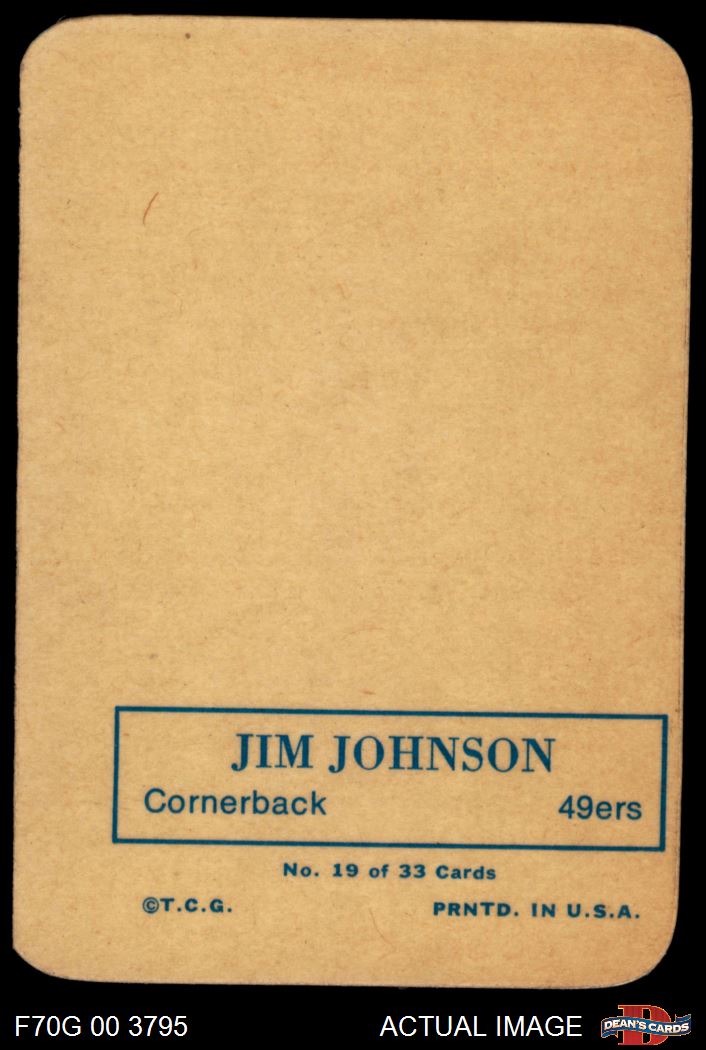 JIM JOHNSON
Cornerback 49ers
No. 19 of 33 Cards
©T.C.G. PRNTD. IN U.S.A.
F70G 00 3795 ACTUAL IMAGE D DEAN'S CARDS